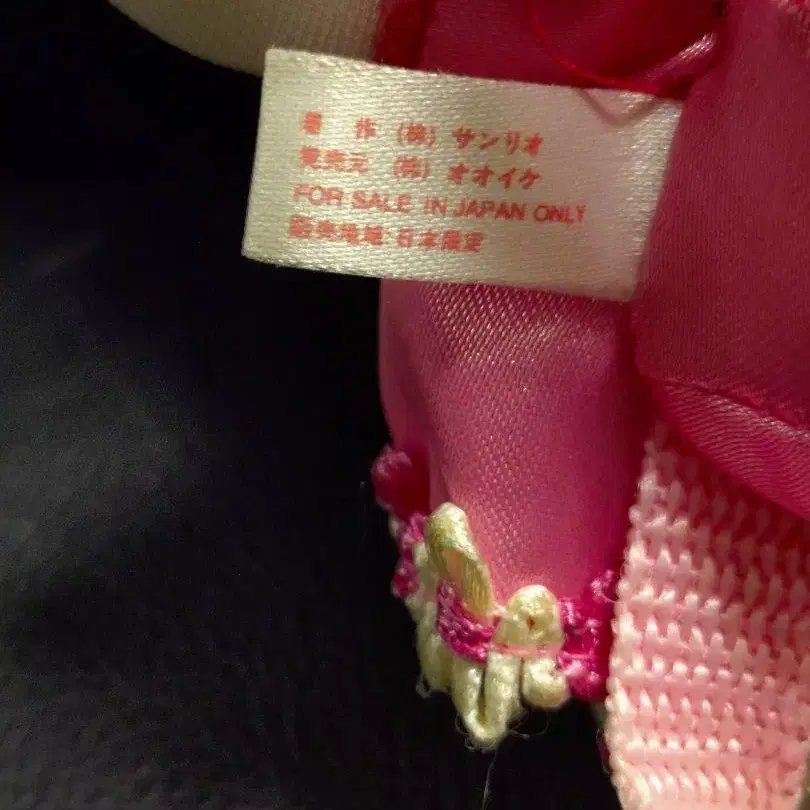 著 作 (株) サンリオ
発売元 (株) オオイケ
FOR SALE IN JAPAN ONLY
販売地域 日本限定